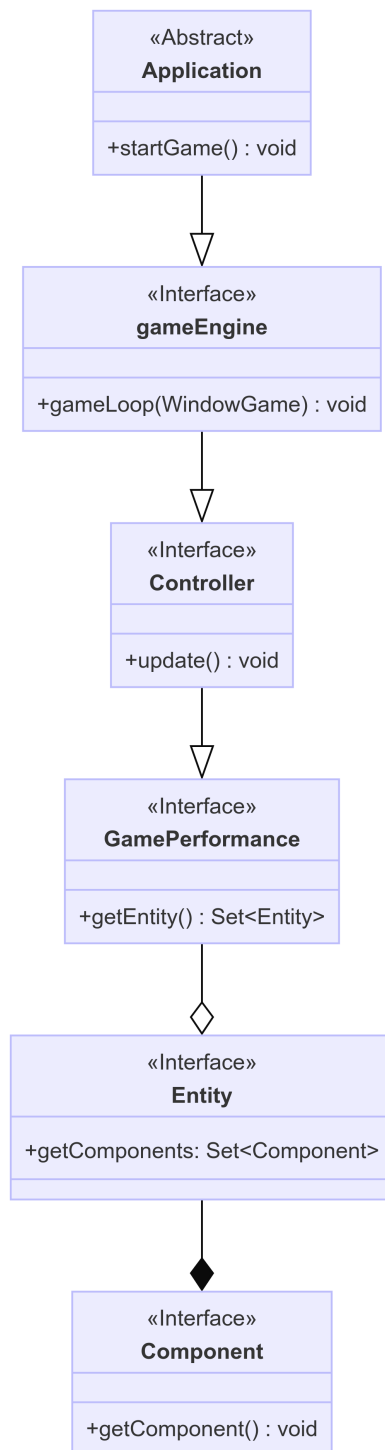 «Abstract»
Application
+startGame() : void
«Interface»
gameEngine
+gameLoop(WindowGame) : void
«Interface»
Controller
+update() : void
«Interface»
GamePerformance
+getEntity() : Set<Entity>
«Interface»
Entity
+getComponents: Set<Component>
«Interface»
Component
+getComponent() : void